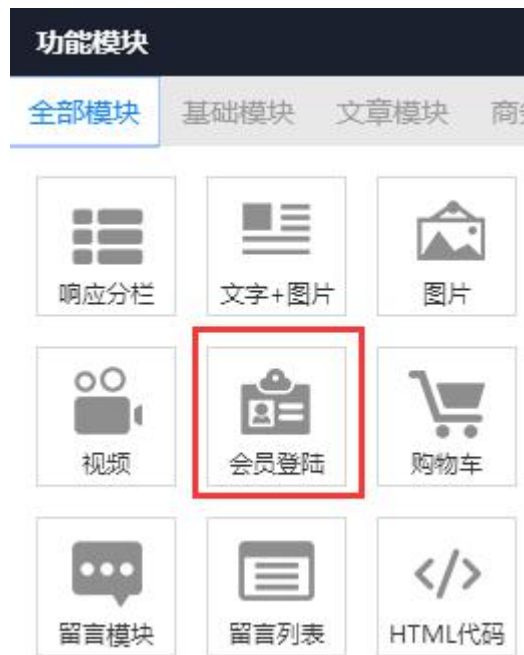 功能模块
全部模块 基础模块 文章模块 商
响应分栏 文字+图片 图片
视频 会员登陆 购物车
留言模块 留言列表 HTML代码